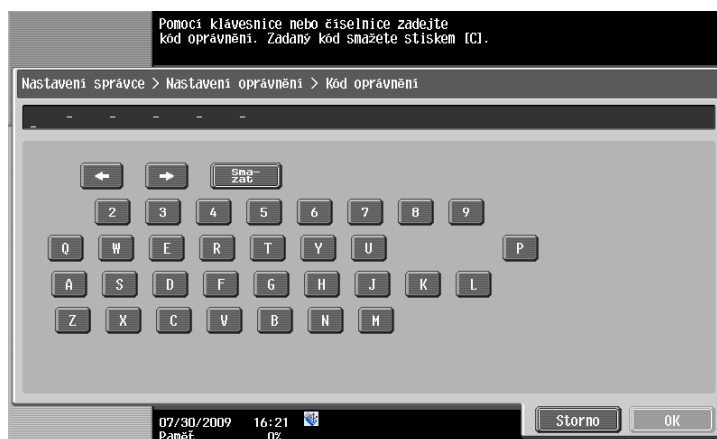 Pomocí klávesnice nebo číselnice zadejte
kód oprávnění. Zadaný kód smažete stiskem [C].
Nastavení správce > Nastavení oprávnění > Kód oprávnění
_ - - - - -
← → Sma-
zat
2 3 4 5 6 7 8 9
Q W E R T Y U P
A S D F G H J K L
Z X C V B N M
Storno OK
07/30/2009 16:21
Paměť 0%